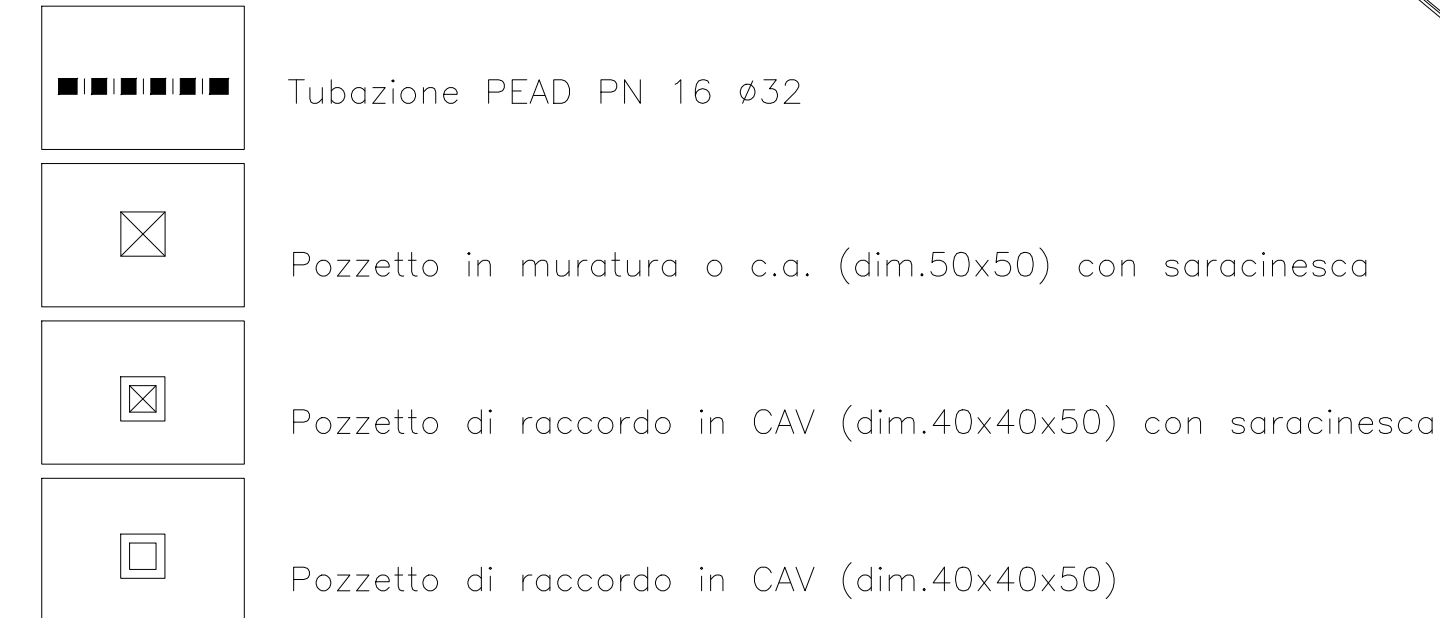 Tubazione PEAD PN 16 ø32
Pozzetto in muratura o c.a. (dim.50x50) con saracinesca
Pozzetto di raccordo in CAV (dim.40x40x50) con saracinesca
Pozzetto di raccordo in CAV (dim.40x40x50)